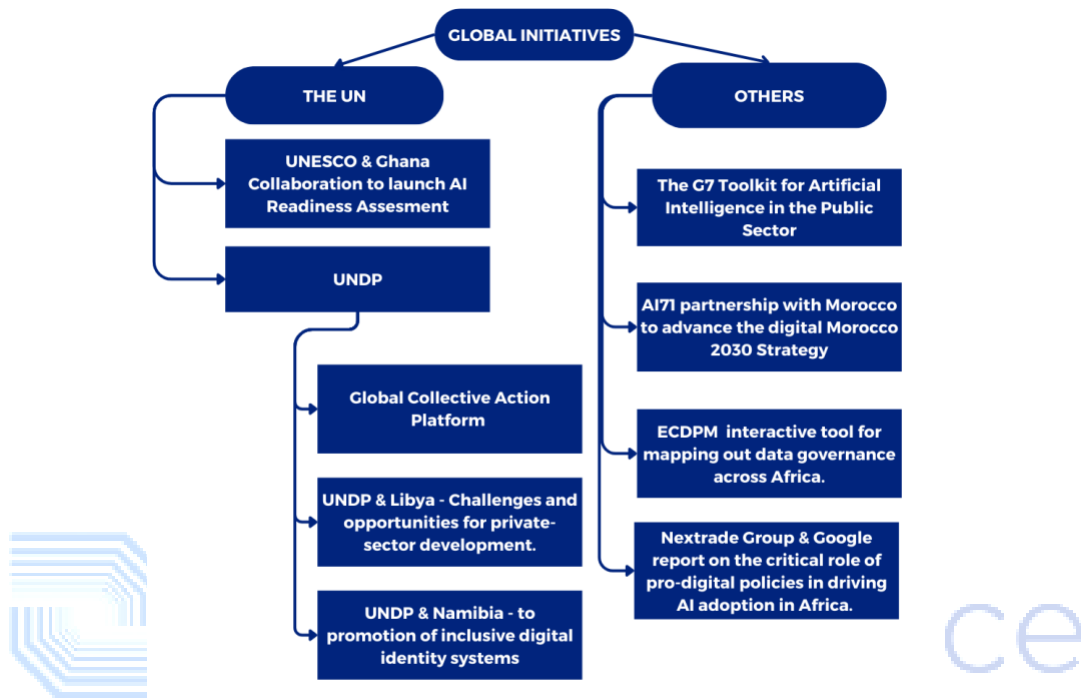 GLOBAL INITIATIVES
THE UN
UNESCO & Ghana
Collaboration to launch AI
Readiness Assesment
UNDP
Global Collective Action
Platform
UNDP & Libya - Challenges and
opportunities for private-
sector development.
UNDP & Namibia - to
promotion of inclusive digital
identity systems
OTHERS
The G7 Toolkit for Artificial
Intelligence in the Public
Sector
AI71 partnership with Morocco
to advance the digital Morocco
2030 Strategy
ECDPM interactive tool for
mapping out data governance
across Africa.
Nextrade Group & Google
report on the critical role of
pro-digital policies in driving
AI adoption in Africa.
ce